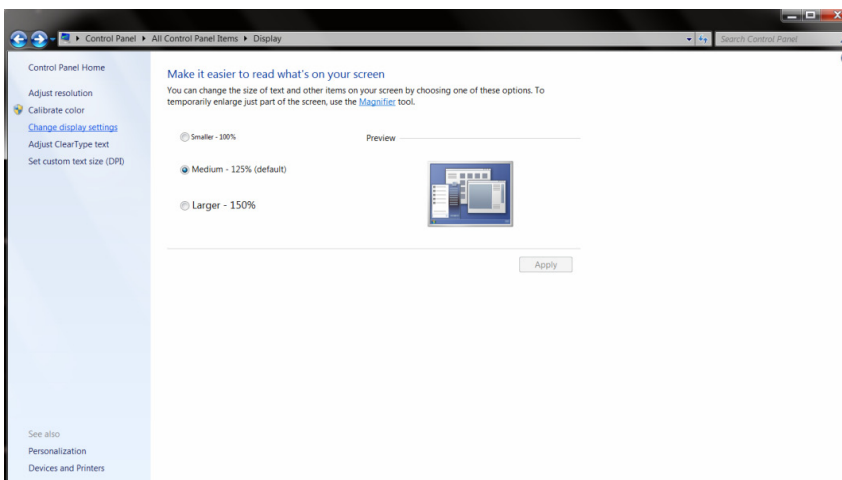 Control Panel ▸ All Control Panel Items ▸ Display
Search Control Panel
Control Panel Home
Adjust resolution
Calibrate color
Change display settings
Adjust ClearType text
Set custom text size (DPI)
See also
Personalization
Devices and Printers
Make it easier to read what's on your screen
You can change the size of text and other items on your screen by choosing one of these options. To
temporarily enlarge just part of the screen, use the Magnifier tool.
Smaller - 100%
Medium - 125% (default)
Larger - 150%
Preview
Apply